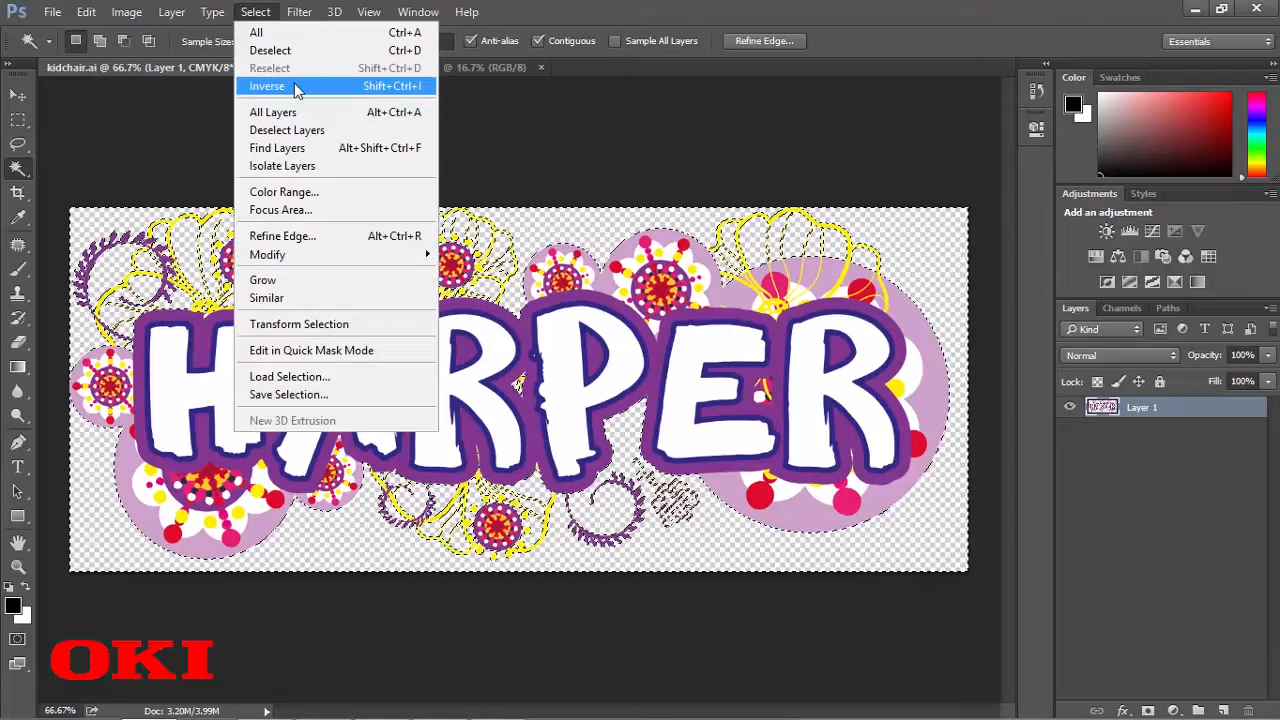 Ps File Edit Image Layer Type Select Filter 3D View Window Help
Sample Size: Anti-alias Contiguous Sample All Layers Refine Edge... Essentials
kidchair.ai @ 66.7% (Layer 1, CMYK/8* @ 16.7% (RGB/8) ×
All Ctrl+A
Deselect Ctrl+D
Reselect Shift+Ctrl+D
Inverse Shift+Ctrl+I
All Layers Alt+Ctrl+A
Deselect Layers
Find Layers Alt+Shift+Ctrl+F
Isolate Layers
Color Range...
Focus Area...
Refine Edge... Alt+Ctrl+R
Modify
Grow
Similar
Transform Selection
Edit in Quick Mask Mode
Load Selection...
Save Selection...
New 3D Extrusion
Color Swatches
Adjustments Styles
Add an adjustment
Layers Channels Paths
Kind
Normal Opacity: 100%
Lock: Fill: 100%
Layer 1
HARPER
OKI
66.67% Doc: 3.20M/3.99M